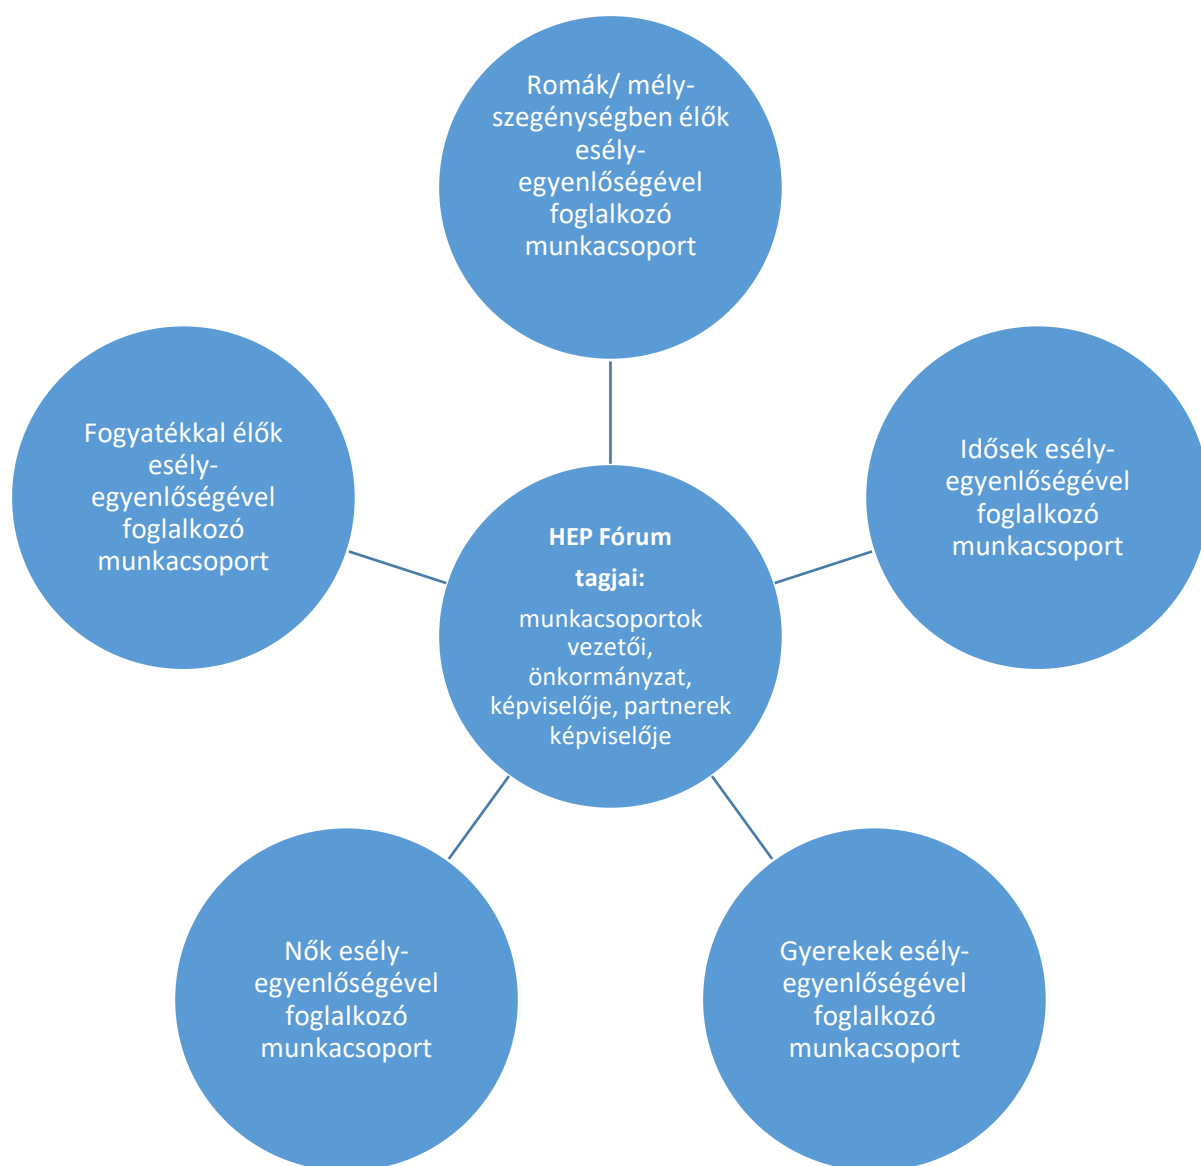 Romák/ mély-
szegénységben élők
esély-
egyenlőségével
foglalkozó
munkacsoport
Fogyatékkal élők
esély-
egyenlőségével
foglalkozó
munkacsoport
Idősek esély-
egyenlőségével
foglalkozó
munkacsoport
HEP Fórum
tagjai:
munkacsoportok
vezetői,
önkormányzat,
képviselője, partnerek
képviselője
Nők esély-
egyenlőségével
foglalkozó
munkacsoport
Gyerekek esély-
egyenlőségével
foglalkozó
munkacsoport